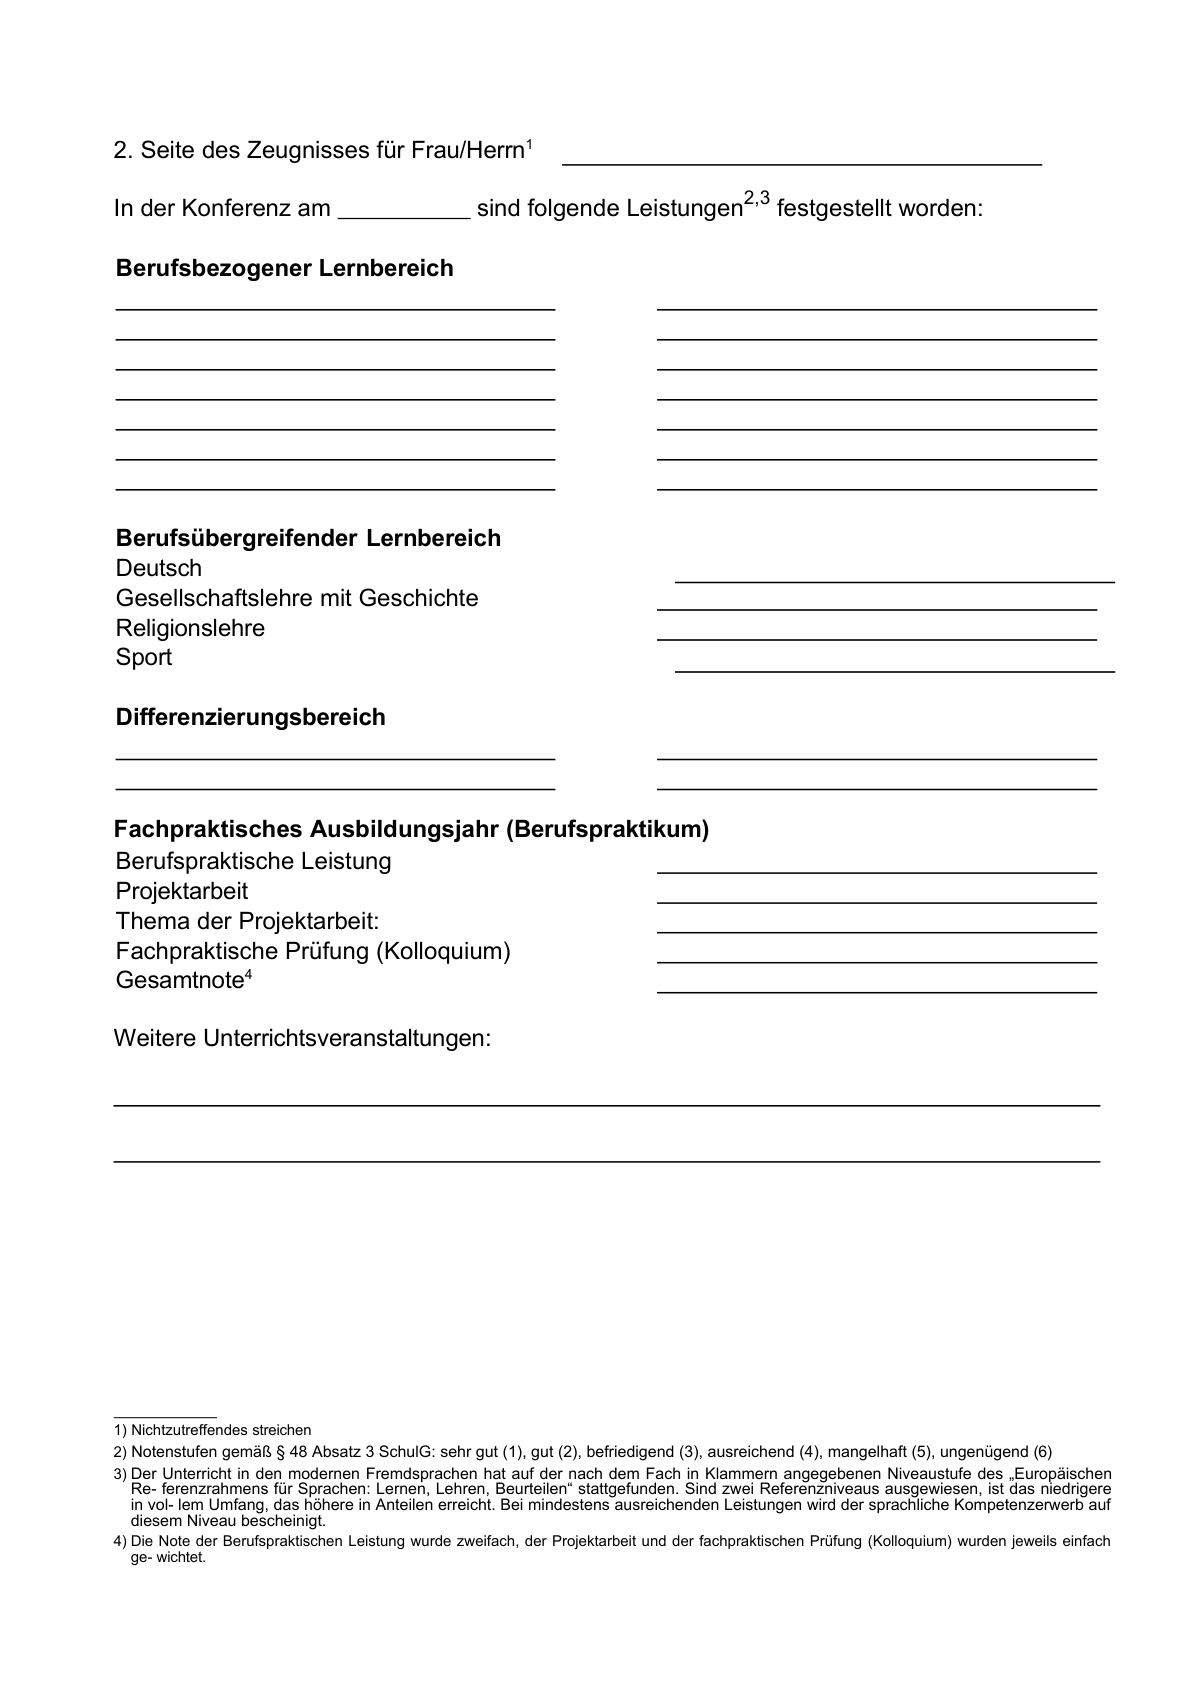 2. Seite des Zeugnisses für Frau/Herrn1
In der Konferenz am __________ sind folgende Leistungen2,3 festgestellt worden:
Berufsbezogener Lernbereich
Berufsübergreifender Lernbereich
Deutsch
Gesellschaftslehre mit Geschichte
Religionslehre
Sport
Differenzierungsbereich
Fachpraktisches Ausbildungsjahr (Berufspraktikum)
Berufspraktische Leistung
Projektarbeit
Thema der Projektarbeit:
Fachpraktische Prüfung (Kolloquium)
Gesamtnote4
Weitere Unterrichtsveranstaltungen:
1) Nichtzutreffendes streichen
2) Notenstufen gemäß § 48 Absatz 3 SchulG: sehr gut (1), gut (2), befriedigend (3), ausreichend (4), mangelhaft (5), ungenügend (6)
3) Der Unterricht in den modernen Fremdsprachen hat auf der nach dem Fach in Klammern angegebenen Niveaustufe des „Europäischen
Re- ferenzrahmens für Sprachen: Lernen, Lehren, Beurteilen“ stattgefunden. Sind zwei Referenzniveaus ausgewiesen, ist das niedrigere
in vol- lem Umfang, das höhere in Anteilen erreicht. Bei mindestens ausreichenden Leistungen wird der sprachliche Kompetenzerwerb auf
diesem Niveau bescheinigt.
4) Die Note der Berufspraktischen Leistung wurde zweifach, der Projektarbeit und der fachpraktischen Prüfung (Kolloquium) wurden jeweils einfach
ge- wichtet.